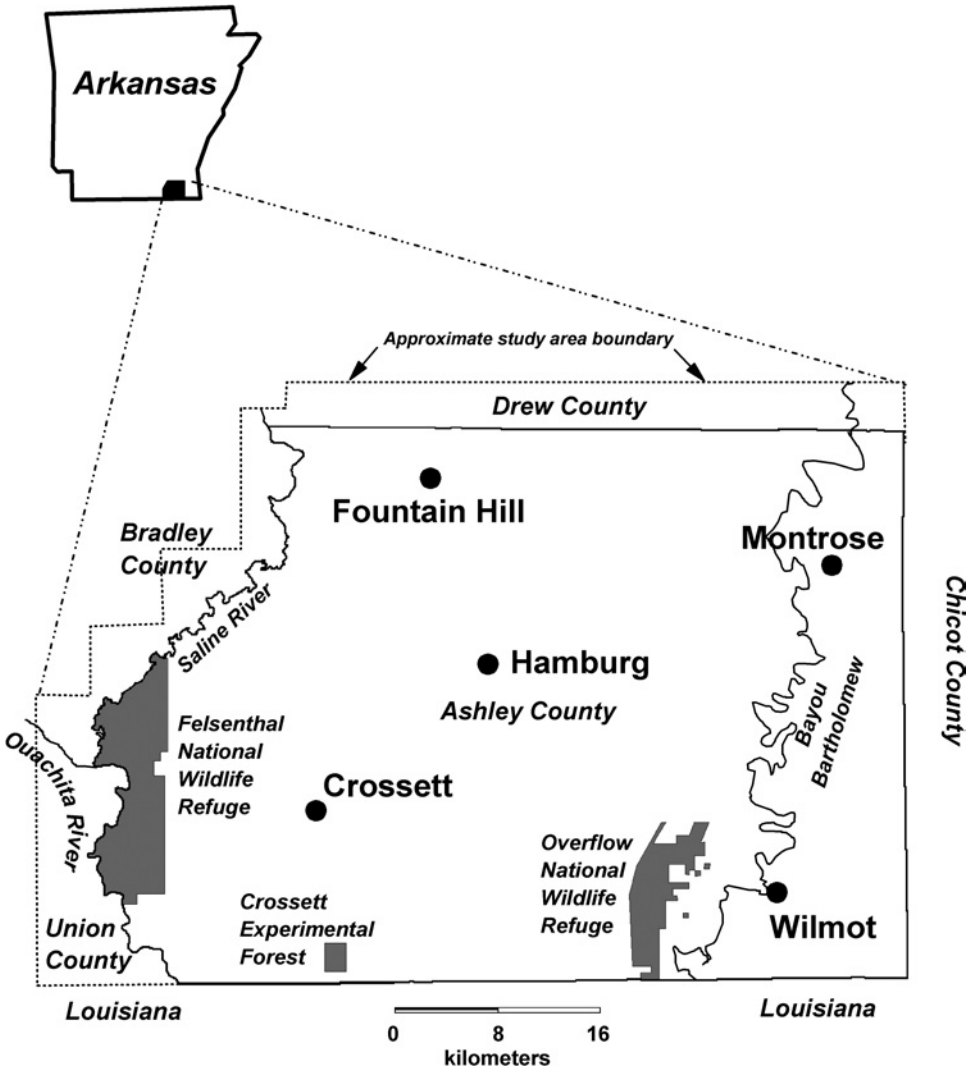 Arkansas
Approximate study area boundary
Drew County
Fountain Hill
Bradley
County
Montrose
Saline River
Chicot County
Hamburg
Ashley County
Bayou
Bartholomew
Felsenthal
National
Wildlife
Refuge
Ouachita River
Crossett
Overflow
National
Wildlife
Refuge
Crossett
Experimental
Forest
Wilmot
Union
County
Louisiana
Louisiana
0 8 16
kilometers